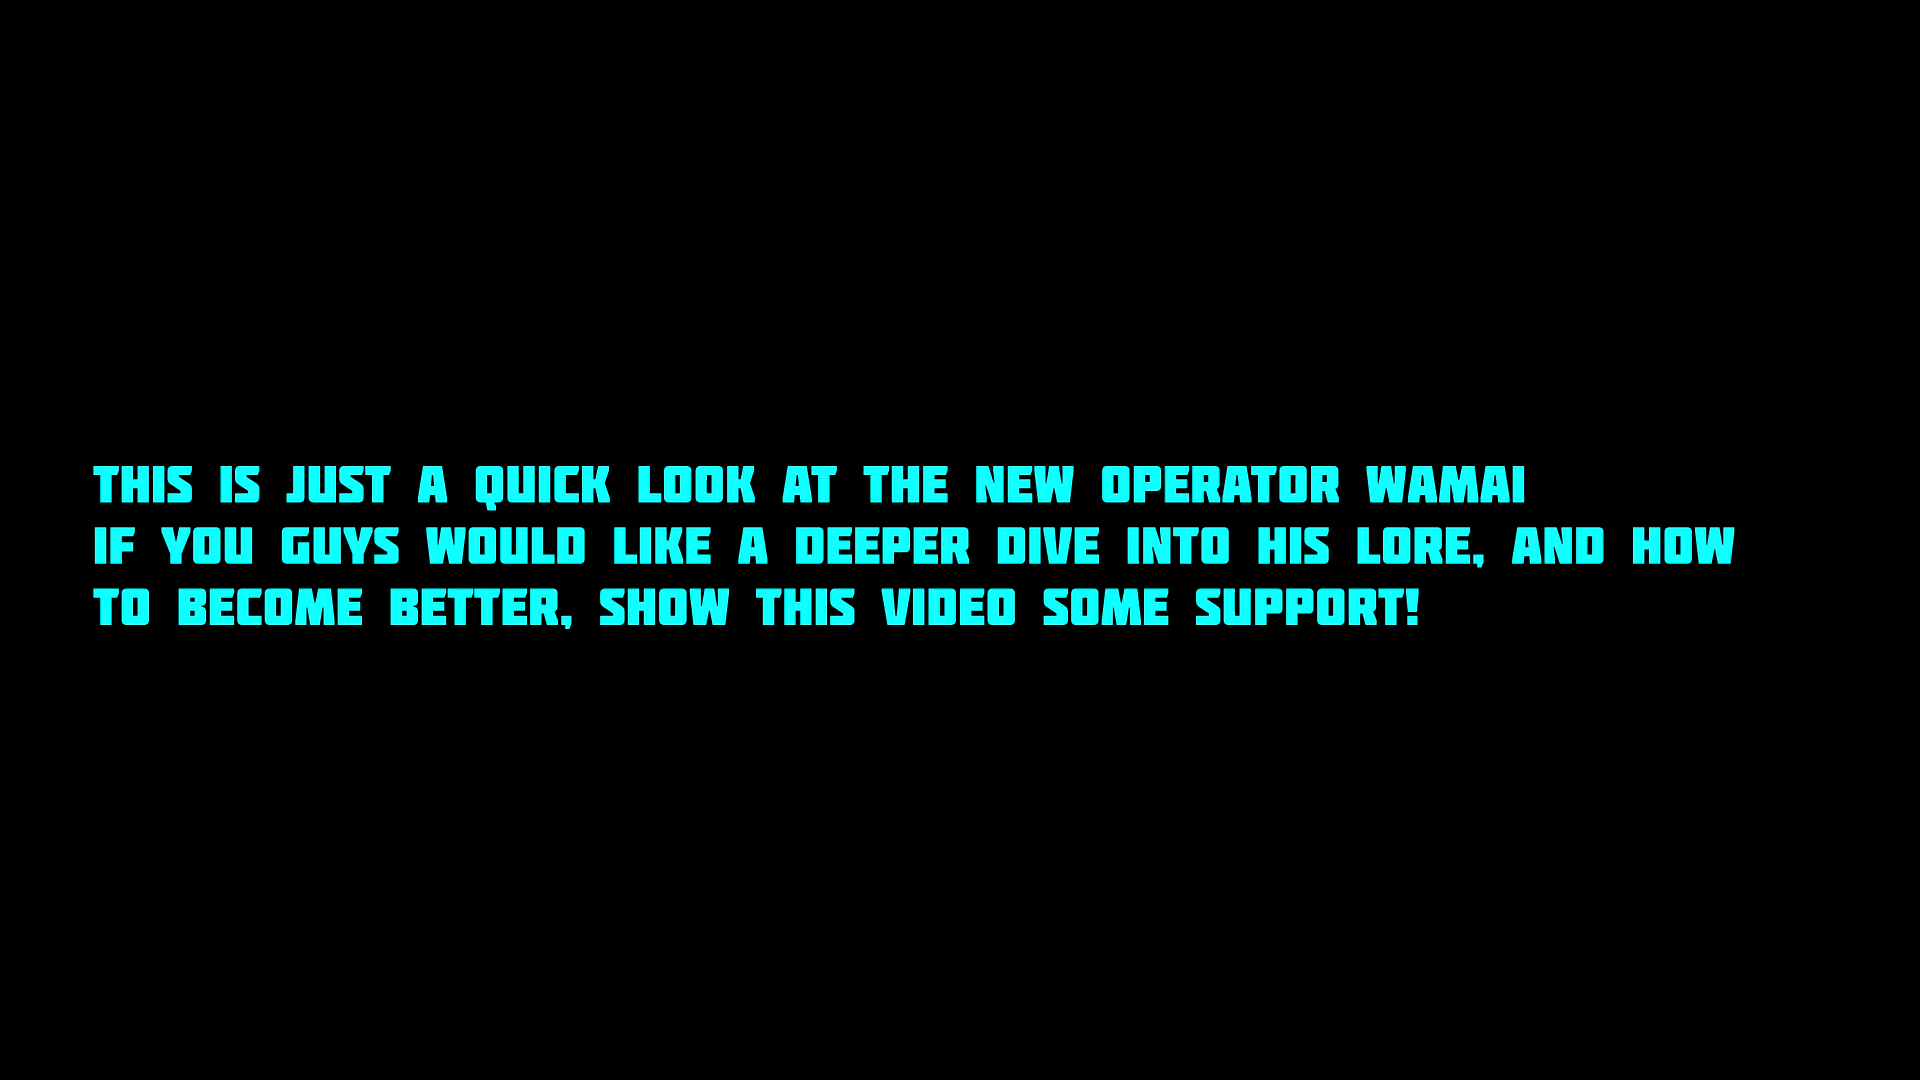 THIS IS JUST A QUICK LOOK AT THE NEW OPERATOR WAMAI
IF YOU GUYS WOULD LIKE A DEEPER DIVE INTO HIS LORE, AND HOW
TO BECOME BETTER, SHOW THIS VIDEO SOME SUPPORT!